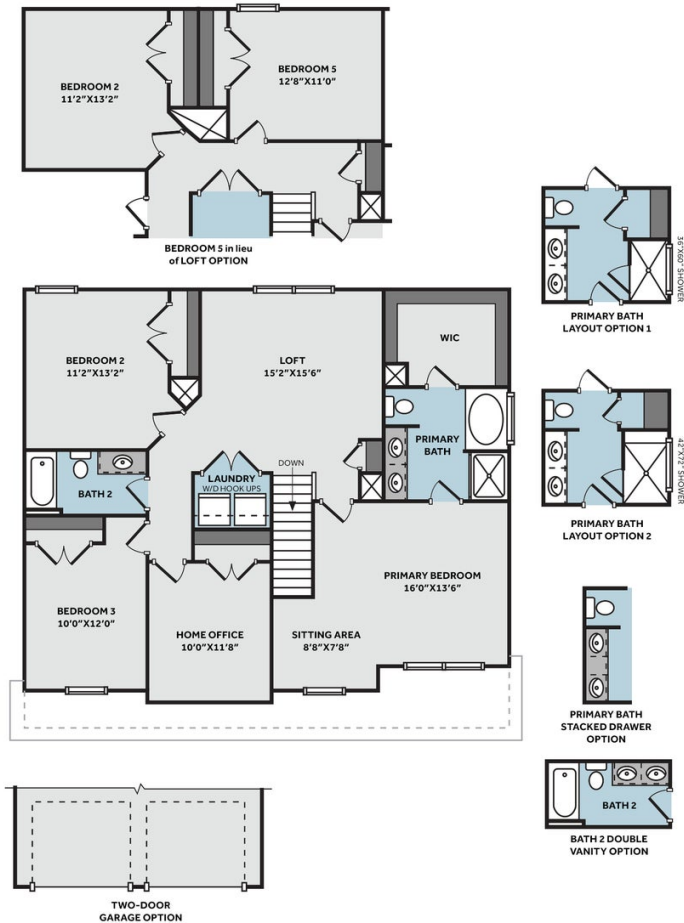 BEDROOM 2
11'2"X13'2"
BEDROOM 5
12'8"X11'0"
BEDROOM 5 in lieu
of LOFT OPTION
36"X60" SHOWER
PRIMARY BATH
LAYOUT OPTION 1
BEDROOM 2
11'2"X13'2"
LOFT
15'2"X15'6"
WIC
PRIMARY
BATH
LAUNDRY
W/D HOOK UPS
DOWN
BATH 2
42"X72" SHOWER
PRIMARY BATH
LAYOUT OPTION 2
BEDROOM 3
10'0"X12'0"
HOME OFFICE
10'0"X11'8"
SITTING AREA
8'8"X7'8"
PRIMARY BEDROOM
16'0"X13'6"
PRIMARY BATH
STACKED DRAWER
OPTION
BATH 2
BATH 2 DOUBLE
VANITY OPTION
TWO-DOOR
GARAGE OPTION